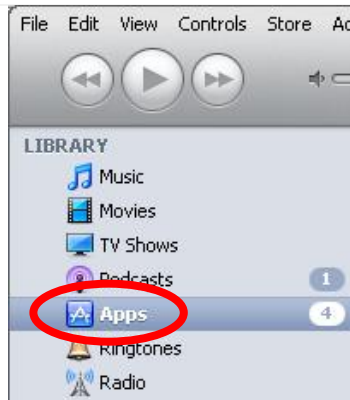 File Edit View Controls Store
LIBRARY
Music
Movies
TV Shows
Podcasts 1
Apps 4
Ringtones
Radio